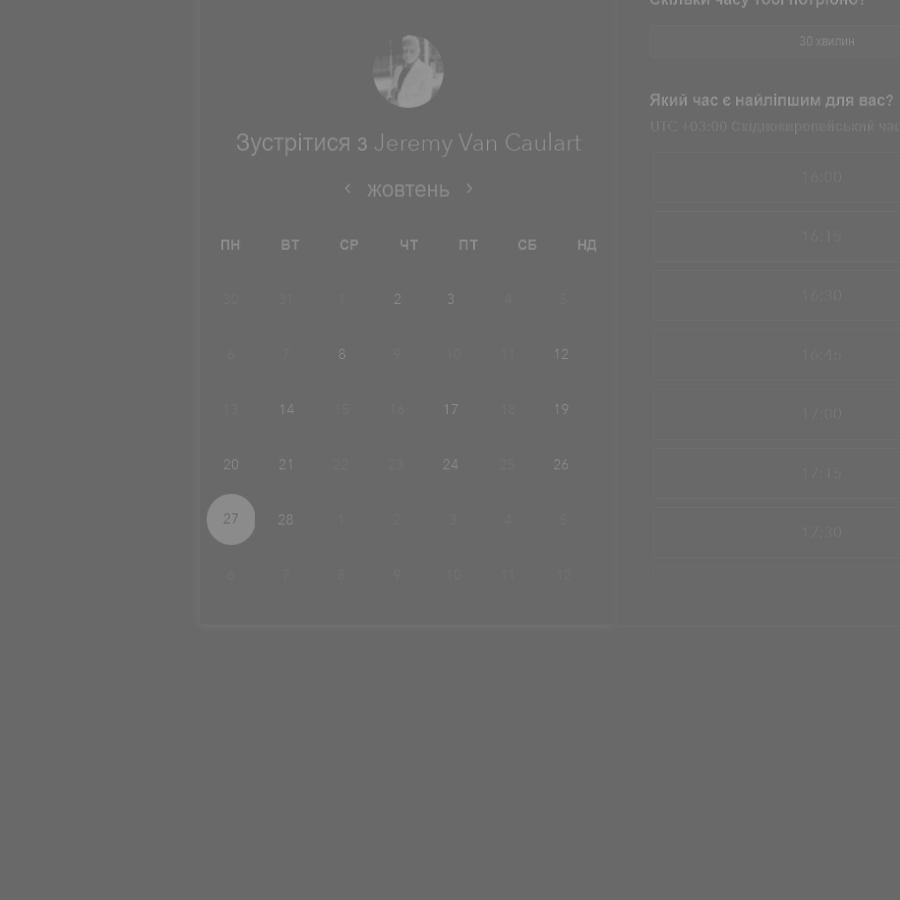 Скільки часу тобі потрібно?
30 хвилин
Який час є найліпшим для вас?
UTC +03:00 Східноєвропейський час
16:00
16:15
16:30
16:45
17:00
17:15
17:30
Зустрітися з Jeremy Van Caulart
‹ жовтень ›
ПН ВТ СР ЧТ ПТ СБ НД
30 31 1 2 3 4 5
6 7 8 9 10 11 12
13 14 15 16 17 18 19
20 21 22 23 24 25 26
27 28 1 2 3 4 5
6 7 8 9 10 11 12